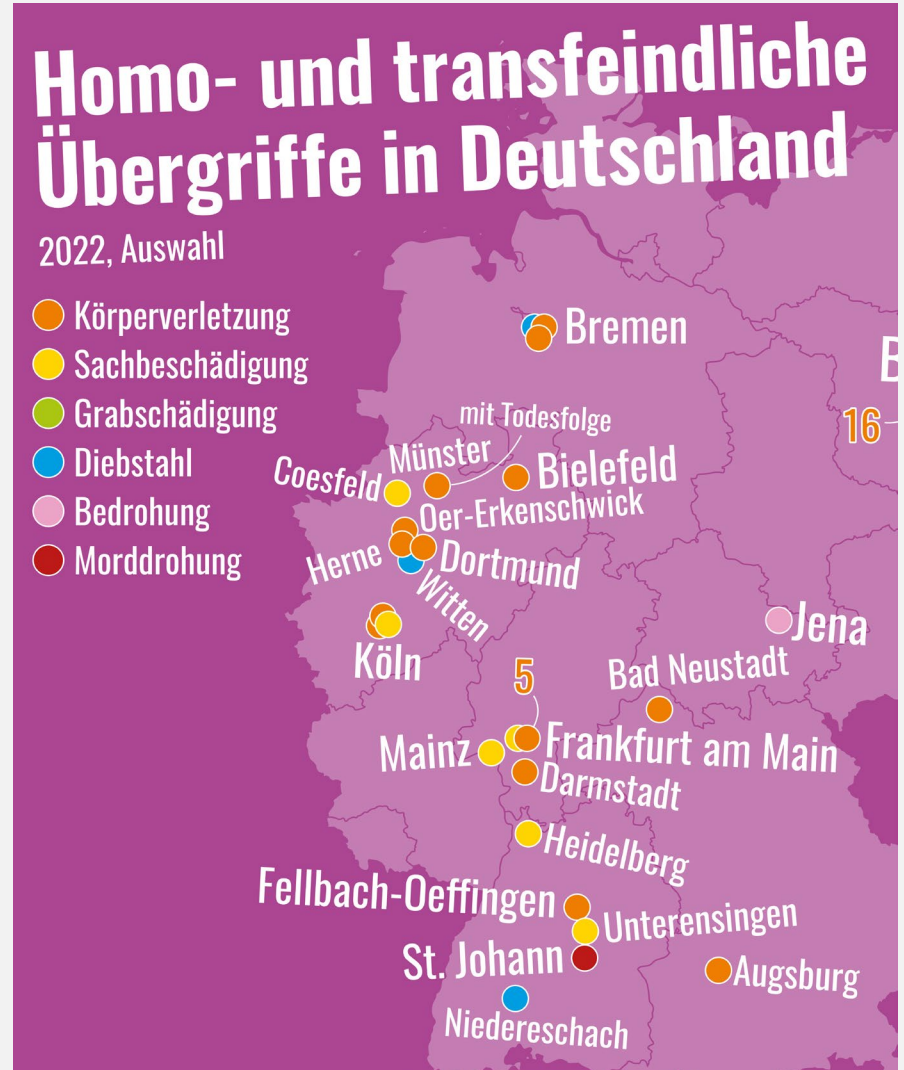 Homo- und transfeindliche
Übergriffe in Deutschland
2022, Auswahl
Körperverletzung
Sachbeschädigung
Grabschädigung
Diebstahl
Bedrohung
Morddrohung
Bremen
B
16
mit Todesfolge
Münster
Coesfeld
Bielefeld
Oer-Erkenschwick
Herne
Dortmund
Witten
Köln
Jena
5
Bad Neustadt
Mainz
Frankfurt am Main
Darmstadt
Heidelberg
Fellbach-Oeffingen
Unterensingen
St. Johann
Augsburg
Niedereschach